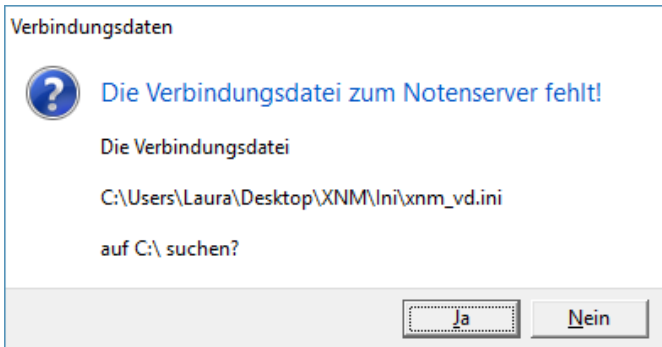 Verbindungsdaten
Die Verbindungsdatei zum Notenserver fehlt!
Die Verbindungsdatei
C:\Users\Laura\Desktop\XNM\Ini\xnm_vd.ini
auf C:\ suchen?
Ja Nein